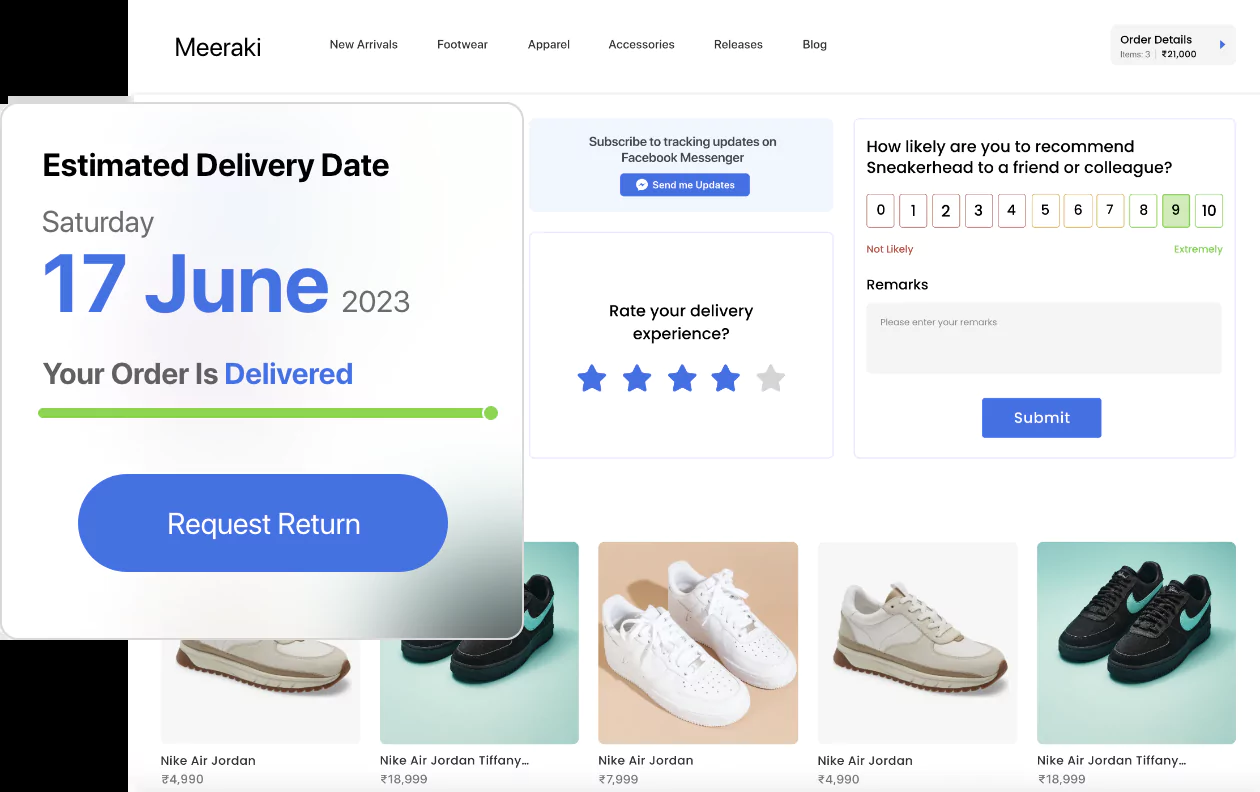 Meeraki
New Arrivals
Footwear
Apparel
Accessories
Releases
Blog
Order Details
Items: 3 | ₹21,000
Estimated Delivery Date
Saturday
17 June 2023
Your Order Is Delivered
Request Return
Subscribe to tracking updates on
Facebook Messenger
Send me Updates
Rate your delivery
experience?
How likely are you to recommend
Sneakerhead to a friend or colleague?
0 1 2 3 4 5 6 7 8 9 10
Not Likely
Extremely
Remarks
Please enter your remarks
Submit
Nike Air Jordan
₹4,990
Nike Air Jordan Tiffany...
₹18,999
Nike Air Jordan
₹7,999
Nike Air Jordan
₹4,990
Nike Air Jordan Tiffany...
₹18,999